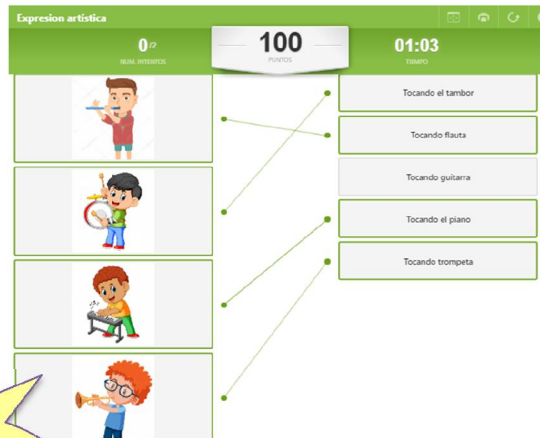 Expresion artística
0/2
NUM. INTENTOS
100
PUNTOS
01:03
TIEMPO
Tocando el tambor
Tocando flauta
Tocando guitarra
Tocando el piano
Tocando trompeta